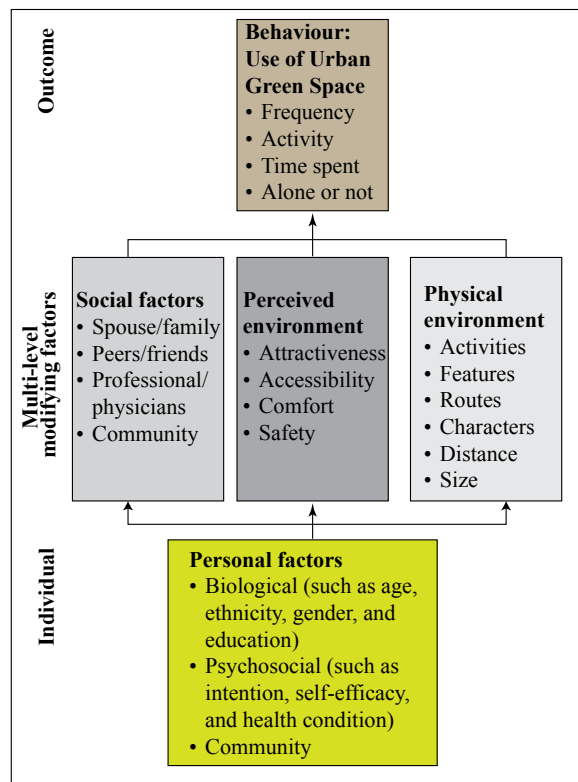 Outcome
Behaviour:
Use of Urban
Green Space
• Frequency
• Activity
• Time spent
• Alone or not
Multi-level
modifying factors
Social factors
• Spouse/family
• Peers/friends
• Professional/
physicians
• Community
Perceived
environment
• Attractiveness
• Accessibility
• Comfort
• Safety
Physical
environment
• Activities
• Features
• Routes
• Characters
• Distance
• Size
Individual
Personal factors
• Biological (such as age,
ethnicity, gender, and
education)
• Psychosocial (such as
intention, self-efficacy,
and health condition)
• Community